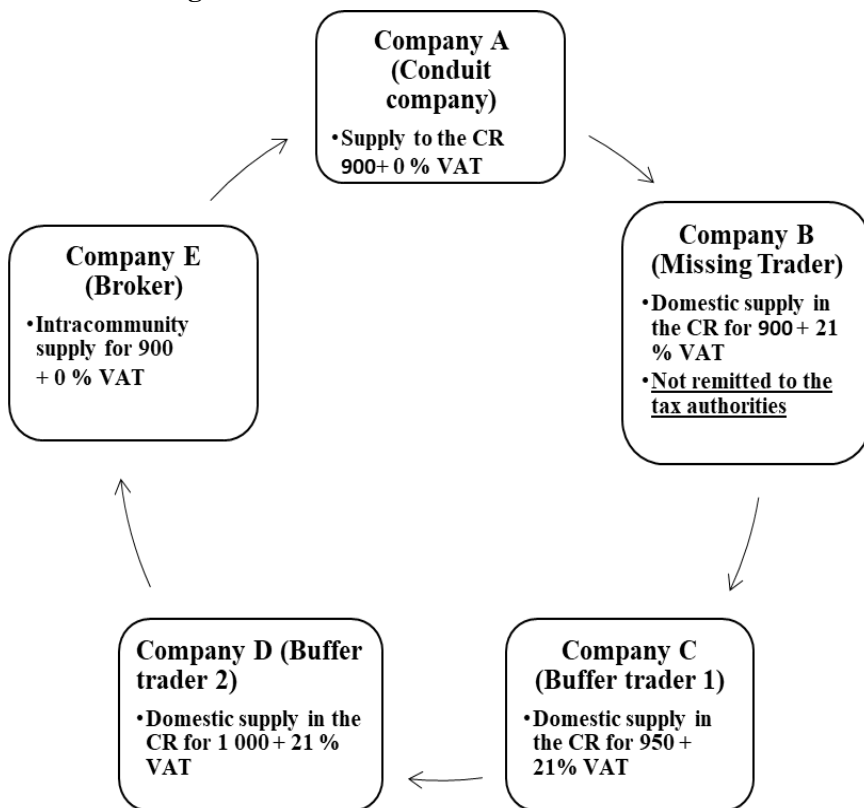 Company A
(Conduit
company)
•Supply to the CR
900+ 0 % VAT
Company B
(Missing Trader)
•Domestic supply in
the CR for 900 + 21
% VAT
•Not remitted to the
tax authorities
Company C
(Buffer trader 1)
•Domestic supply in
the CR for 950 +
21% VAT
Company D (Buffer
trader 2)
•Domestic supply in the
CR for 1 000 + 21 %
VAT
Company E
(Broker)
•Intracommunity
supply for 900
+ 0 % VAT